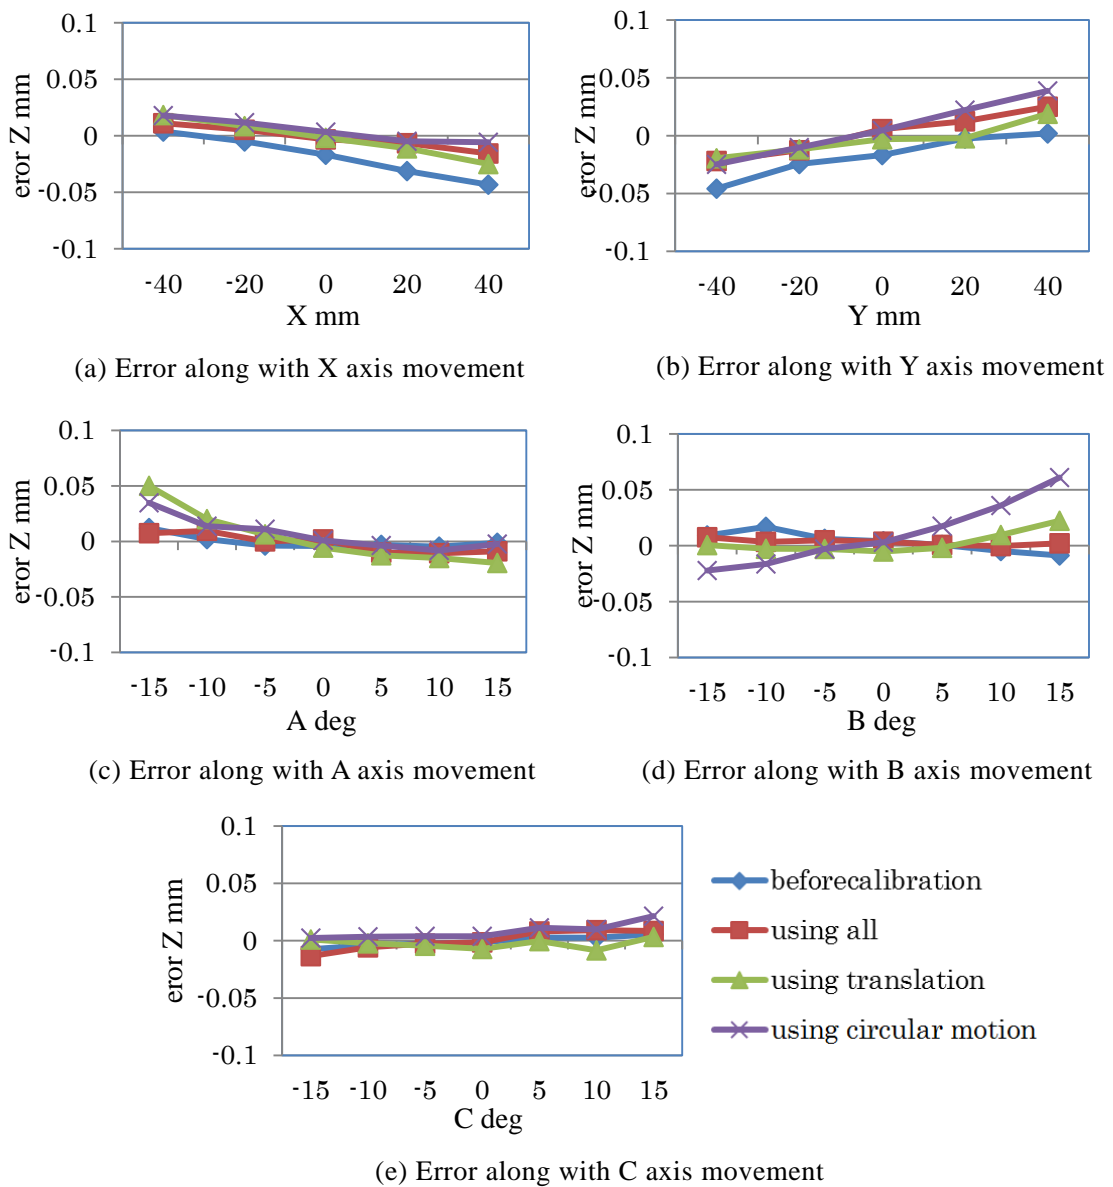 0.1
0.05
0
-0.05
-0.1
eror Z mm
-40 -20 0 20 40
X mm
(a) Error along with X axis movement
0.1
0.05
0
-0.05
-0.1
eror Z mm
-40 -20 0 20 40
Y mm
(b) Error along with Y axis movement
0.1
0.05
0
-0.05
-0.1
eror Z mm
-15 -10 -5 0 5 10 15
A deg
(c) Error along with A axis movement
0.1
0.05
0
-0.05
-0.1
eror Z mm
-15 -10 -5 0 5 10 15
B deg
(d) Error along with B axis movement
0.1
0.05
0
-0.05
-0.1
eror Z mm
-15 -10 -5 0 5 10 15
C deg
beforecalibration
using all
using translation
using circular motion
(e) Error along with C axis movement